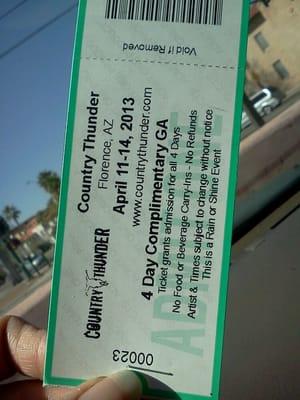 Void if Removed
Country Thunder
Florence, AZ
April 11-14, 2013
www.countrythunder.com
4 Day Complimentary GA
Ticket grants admission for all 4 Days
No Food or Beverage Carry-Ins - No Refunds
Artist & Times subject to change without notice
This is a Rain or Shine Event
COUNTRY THUNDER
00023